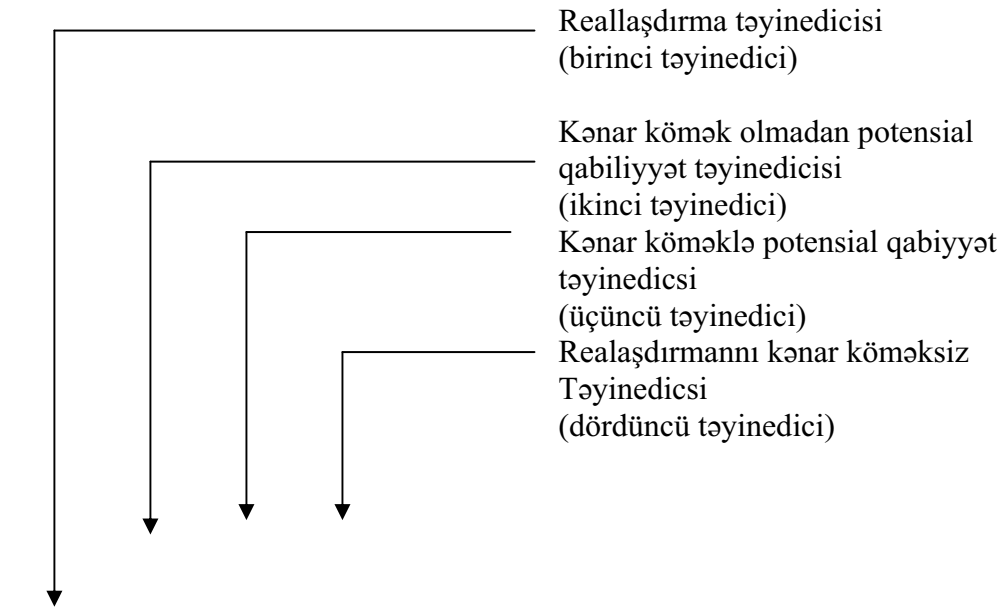 Reallaşdırma təyinedicisi
(birinci təyinedici)
Kənar kömək olmadan potensial
qabiliyyət təyinedicisi
(ikinci təyinedici)
Kənar köməklə potensial qabiyyət
təyinedicsi
(üçüncü təyinedici)
Realaşdırmannı kənar köməksiz
Təyinedicsi
(dördüncü təyinedici)